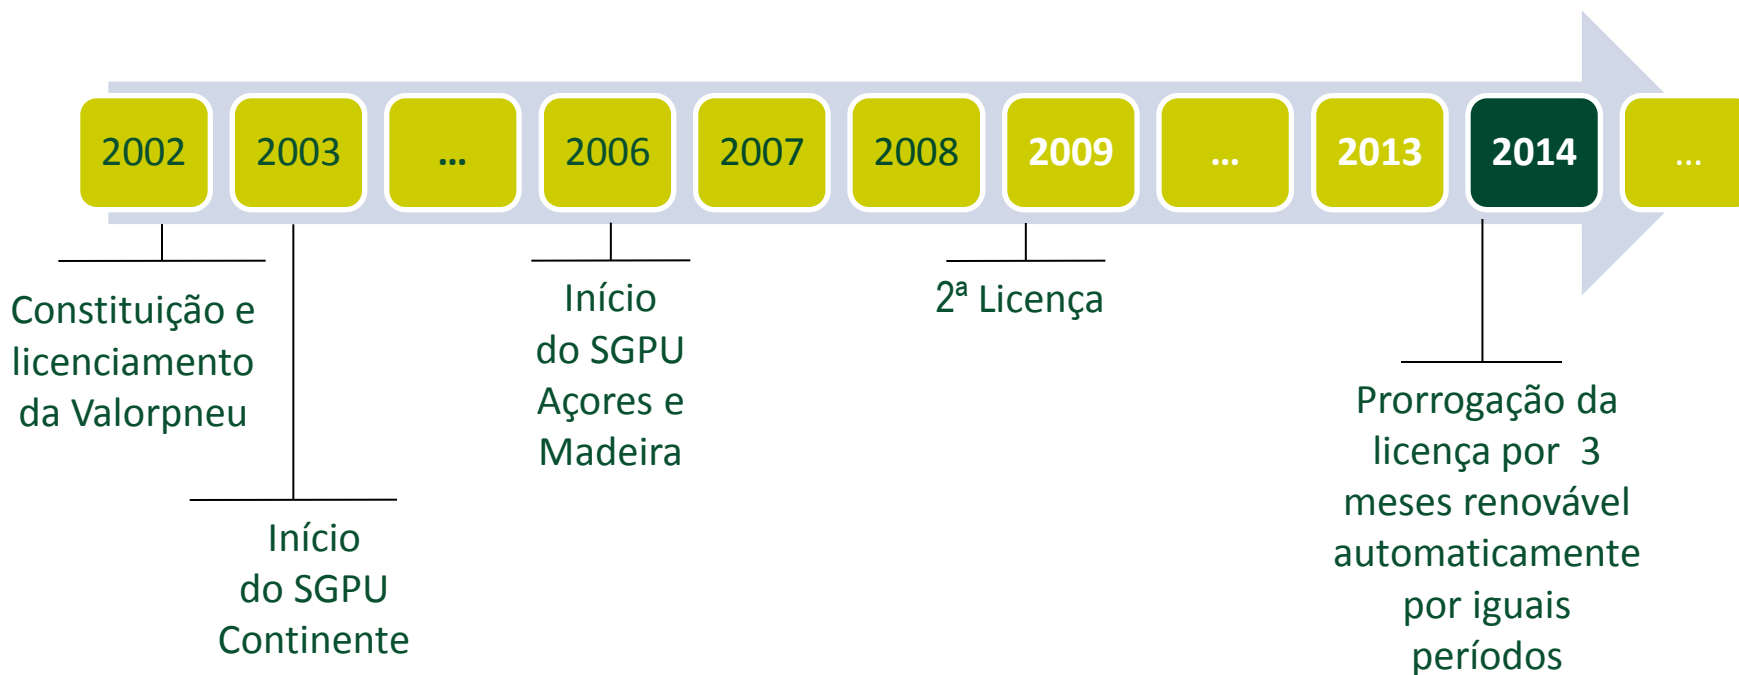 2002 2003 ... 2006 2007 2008 2009 ... 2013 2014 ...
Constituição e
licenciamento
da Valorpneu
Início
do SGPU
Continente
Início
do SGPU
Açores e
Madeira
2ª Licença
Prorrogação da
licença por  3
meses renovável
automaticamente
por iguais
períodos